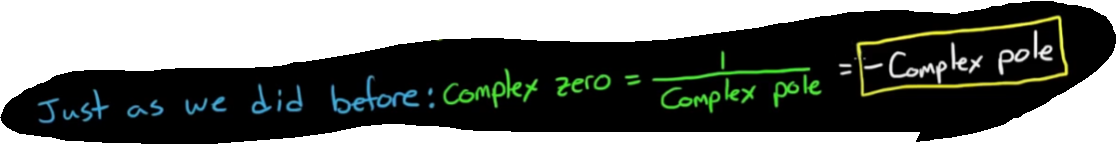 Just as we did before: Complex zero = 1 / Complex pole = - Complex pole